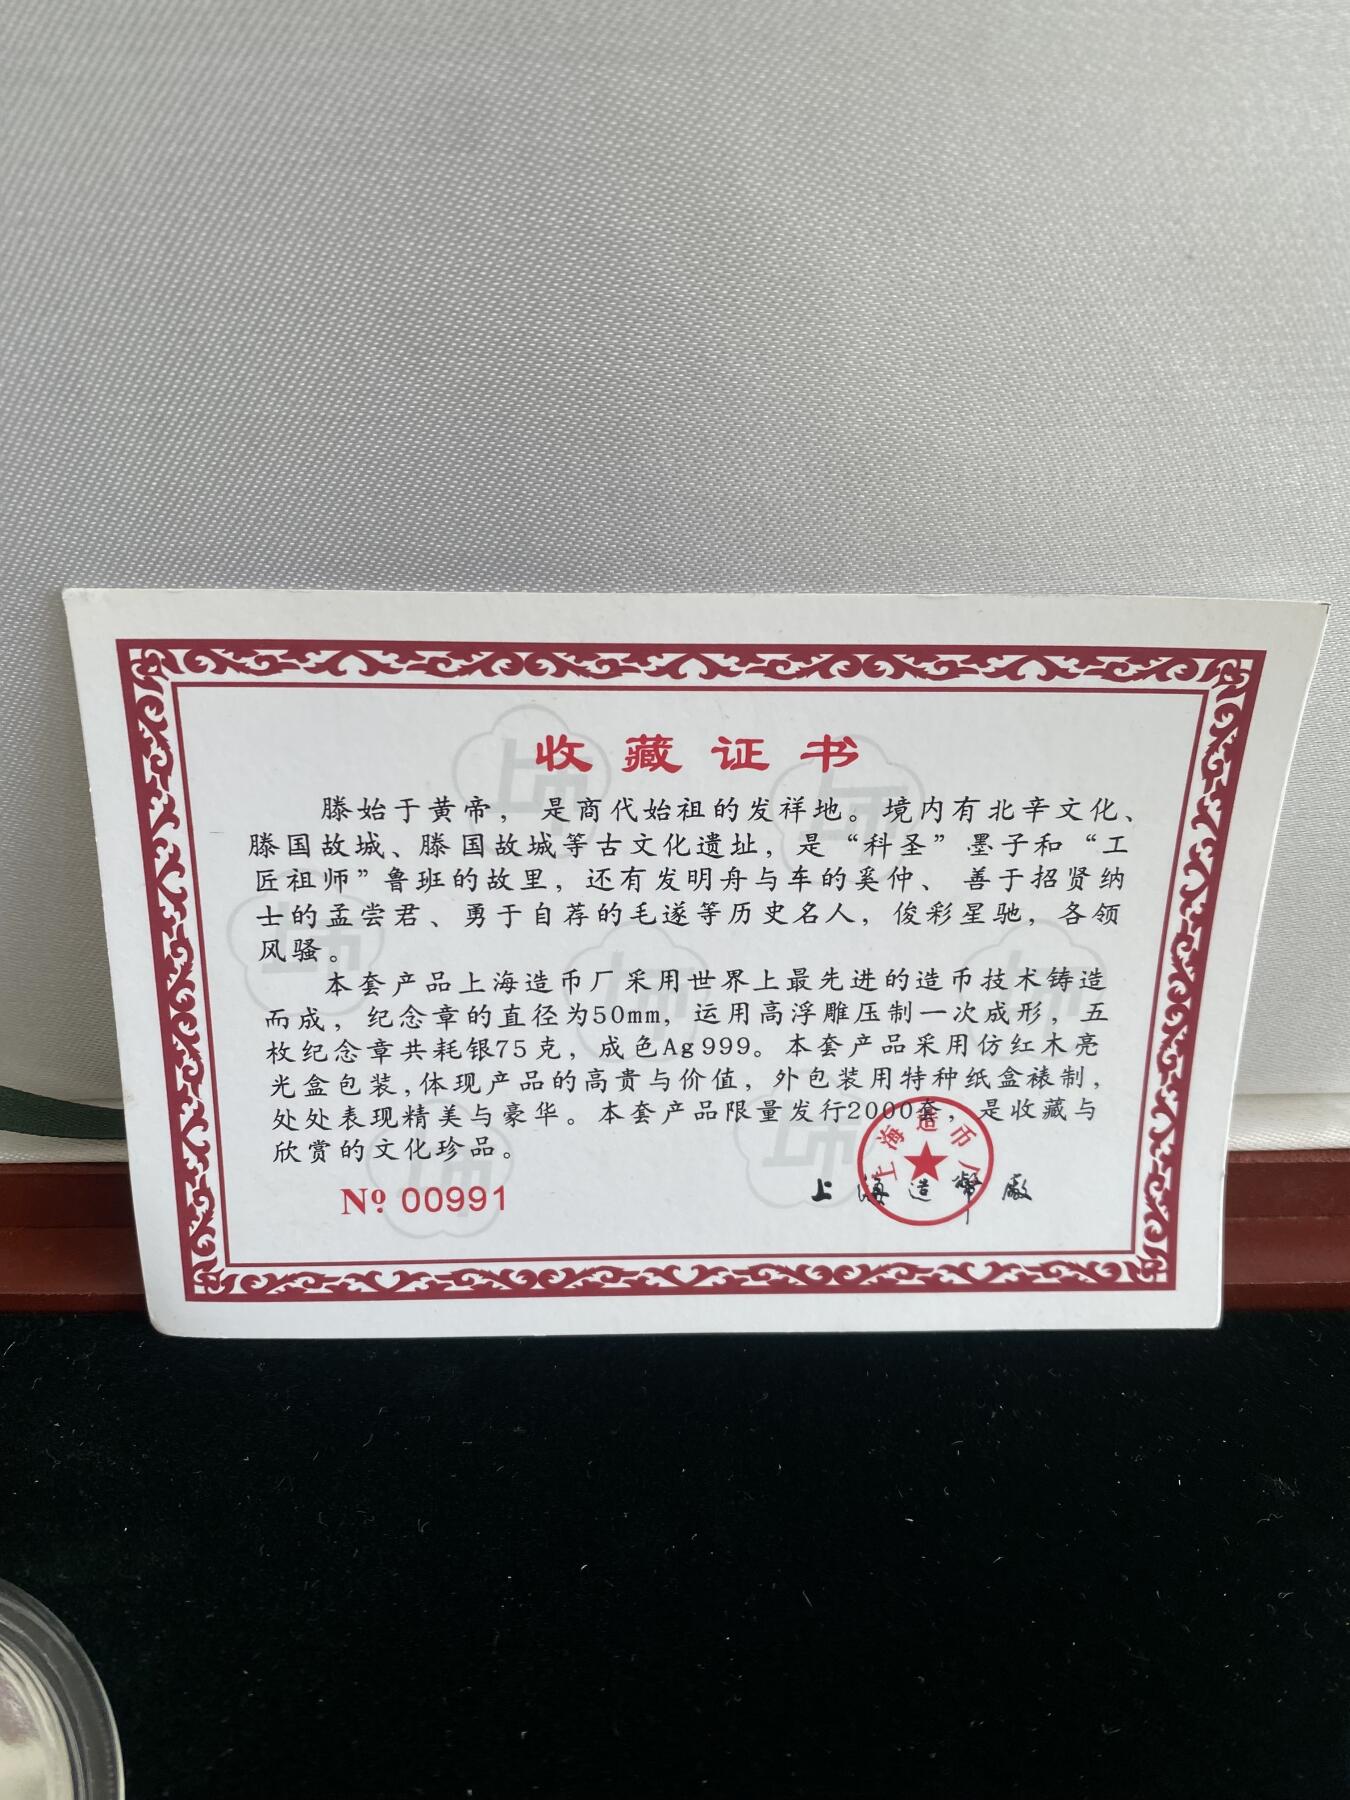 收藏证书
滕始于黄帝， 是商代始祖的发祥地。境内有北辛文化、
滕国故城、滕国故城等古文化遗址，是“科圣”墨子和“工
匠祖师”鲁班的故里，还有发明舟与车的奚仲、 善于招贤纳
士的孟尝君、勇于自荐的毛遂等历史名人，俊彩星驰，各领
风骚。
本套产品上海造币厂采用世界上最先进的造币技术铸造
而成，纪念章的直径为50mm，运用高浮雕压制一次成形，五
枚纪念章共耗银75克，成色Ag999。本套产品采用仿红木亮
光盒包装,体现产品的高贵与价值，外包装用特种纸盒裱制，
处处表现精美与豪华。本套产品限量发行2000套，是收藏与
欣赏的文化珍品。
№ 00991
上海造币厂
上海造幣廠